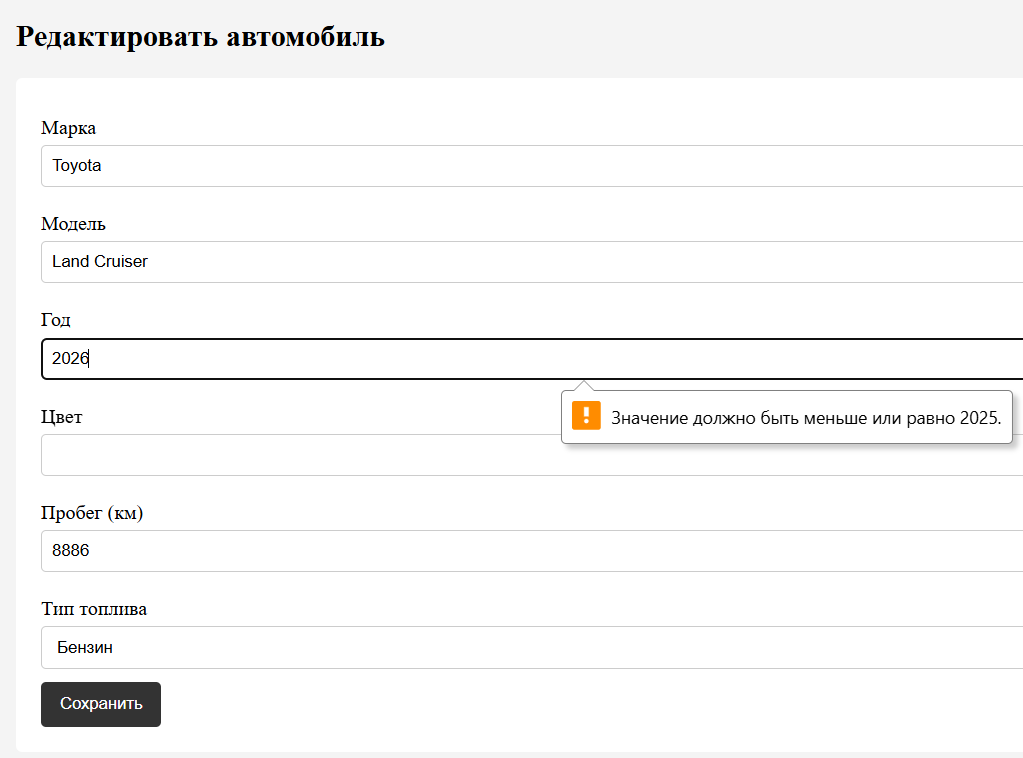 Редактировать автомобиль
Марка
Toyota
Модель
Land Cruiser
Год
2026
Значение должно быть меньше или равно 2025.
Цвет
Пробег (км)
8886
Тип топлива
Бензин
Сохранить